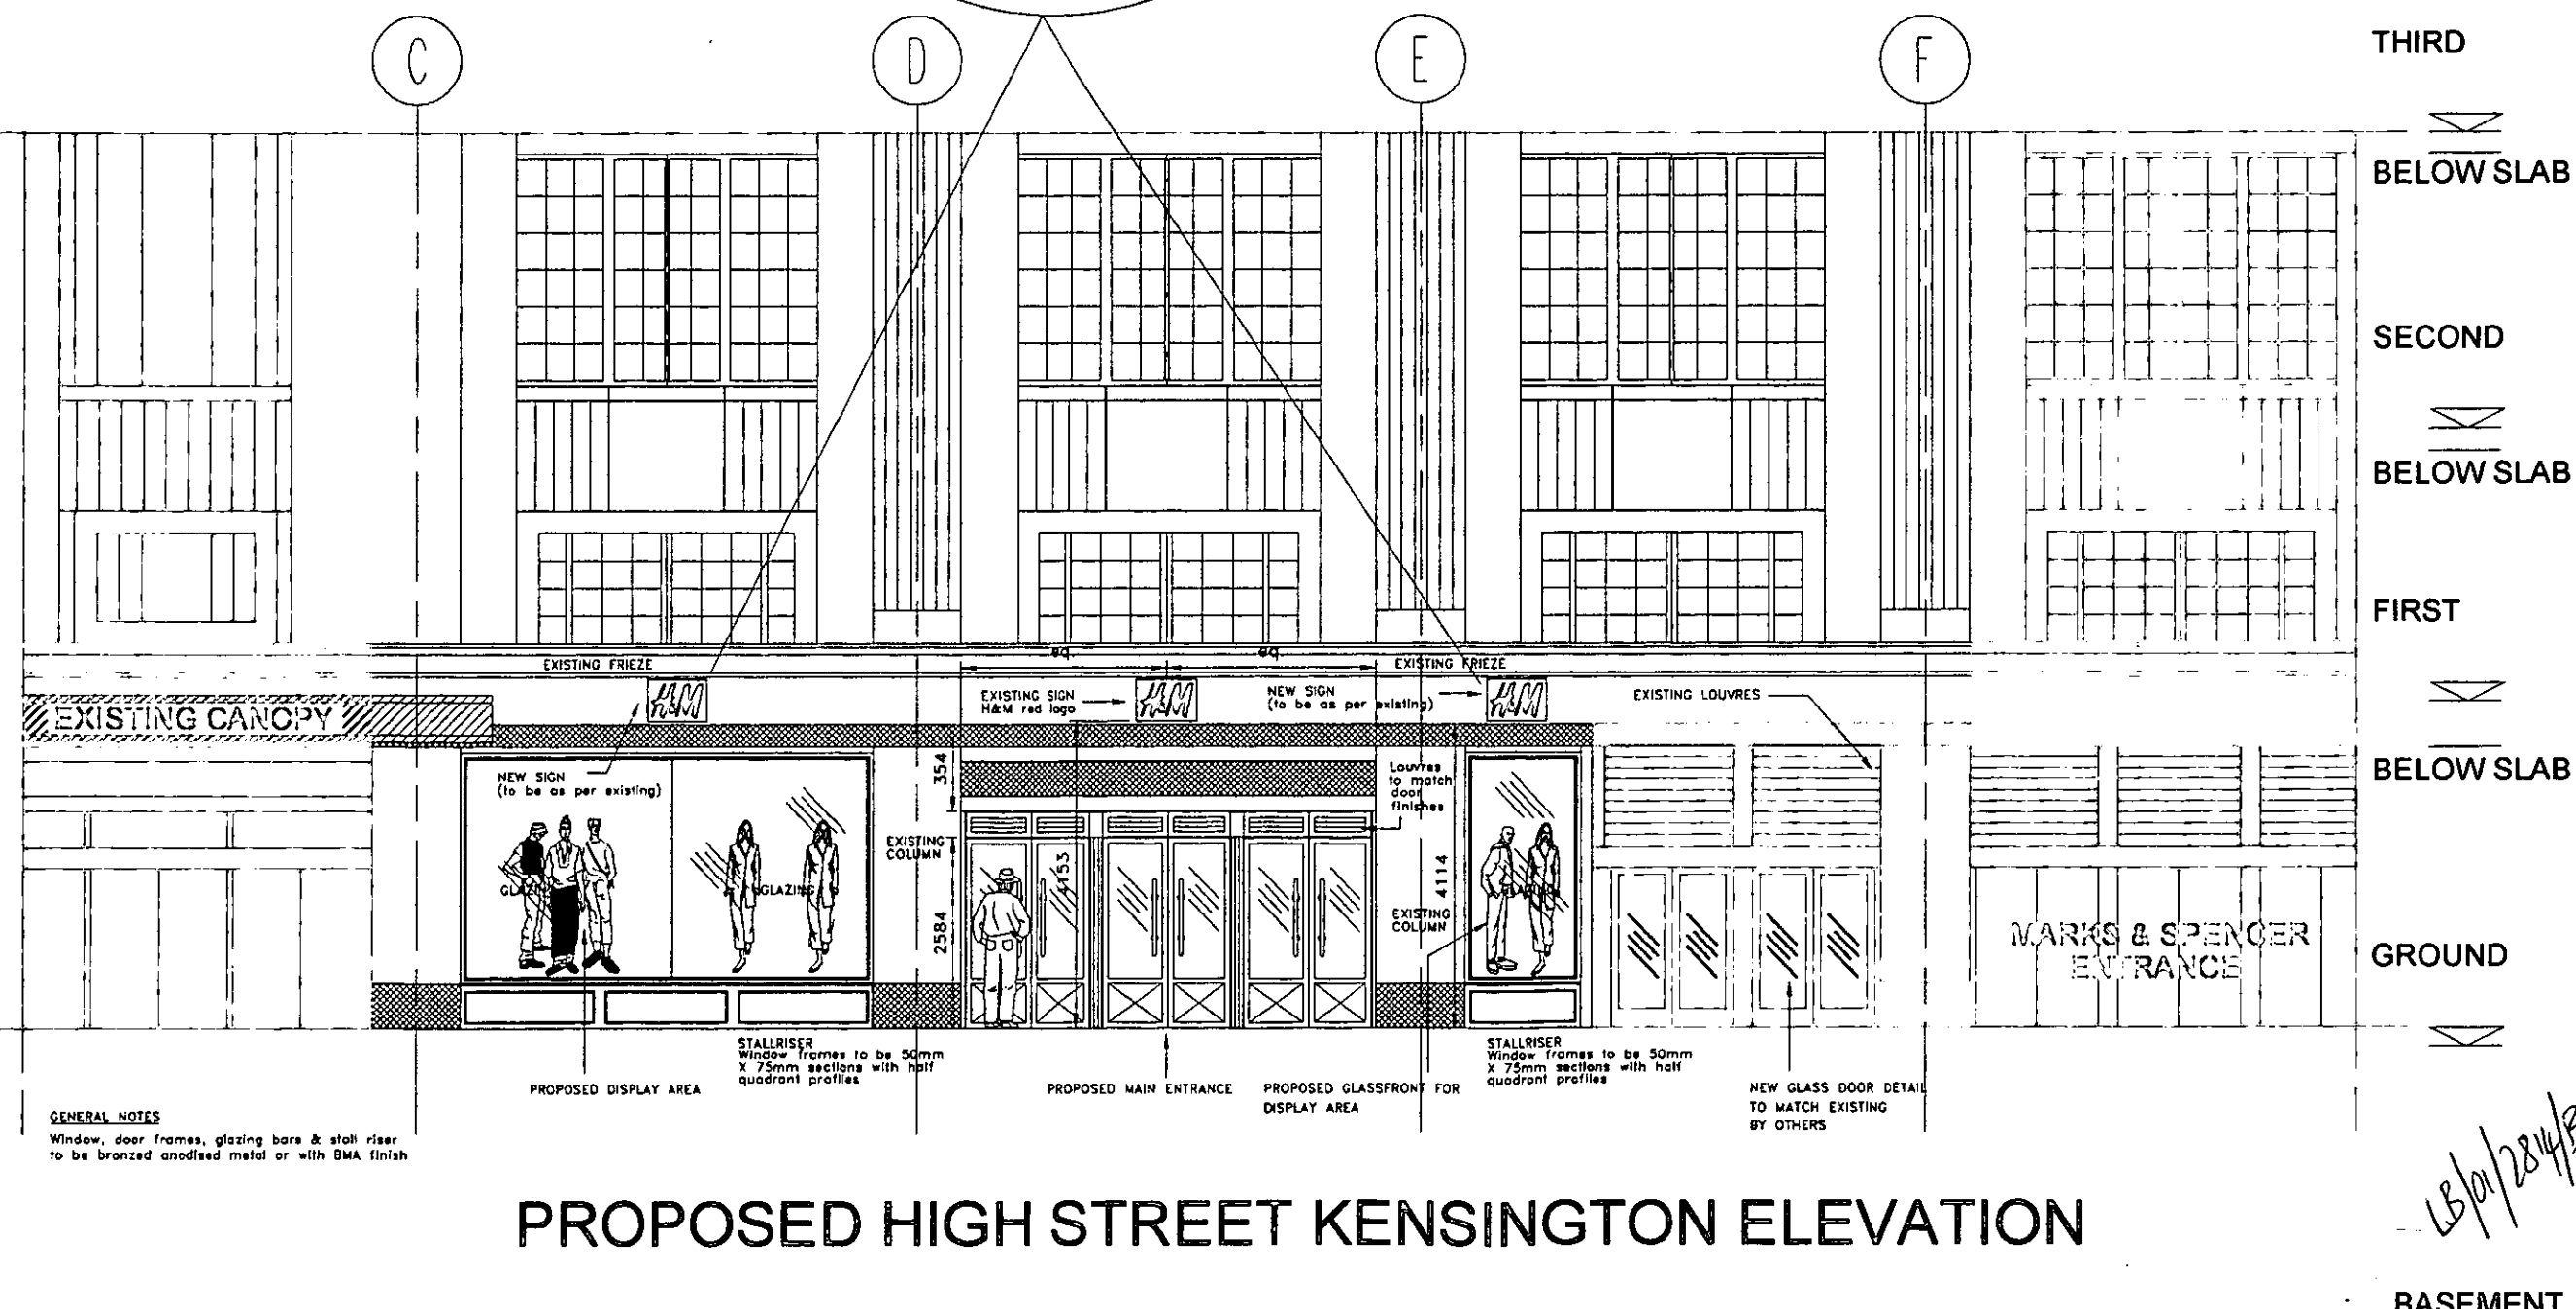 C
D
E
F
THIRD
BELOW SLAB
SECOND
BELOW SLAB
FIRST
EXISTING FRIEZE
eq
eq
EXISTING FRIEZE
EXISTING CANOPY
H&M
EXISTING SIGN
H&M red logo
H&M
NEW SIGN
(to be as per existing)
H&M
EXISTING LOUVRES
BELOW SLAB
NEW SIGN
(to be as per existing)
354
Louvres
to match
door
finishes
EXISTING
COLUMN
GLAZING
2584
4153
4114
EXISTING
COLUMN
MARKS & SPENCER
ENTRANCE
GROUND
STALLRISER
Window frames to be 50mm
X 75mm sections with half
quadrant profiles
STALLRISER
Window frames to be 50mm
X 75mm sections with half
quadrant profiles
PROPOSED DISPLAY AREA
PROPOSED MAIN ENTRANCE
PROPOSED GLASSFRONT FOR
DISPLAY AREA
NEW GLASS DOOR DETAIL
TO MATCH EXISTING
BY OTHERS
GENERAL NOTES
Window, door frames, glazing bars & stall riser
to be bronzed anodised metal or with BMA finish
LB/01/2814/
PROPOSED HIGH STREET KENSINGTON ELEVATION
BASEMENT